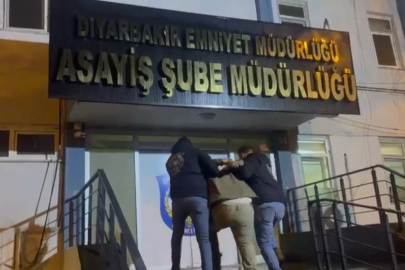 DİYARBAKIR EMNİYET MÜDÜRLÜĞÜ
ASAYİŞ ŞUBE MÜDÜRLÜĞÜ